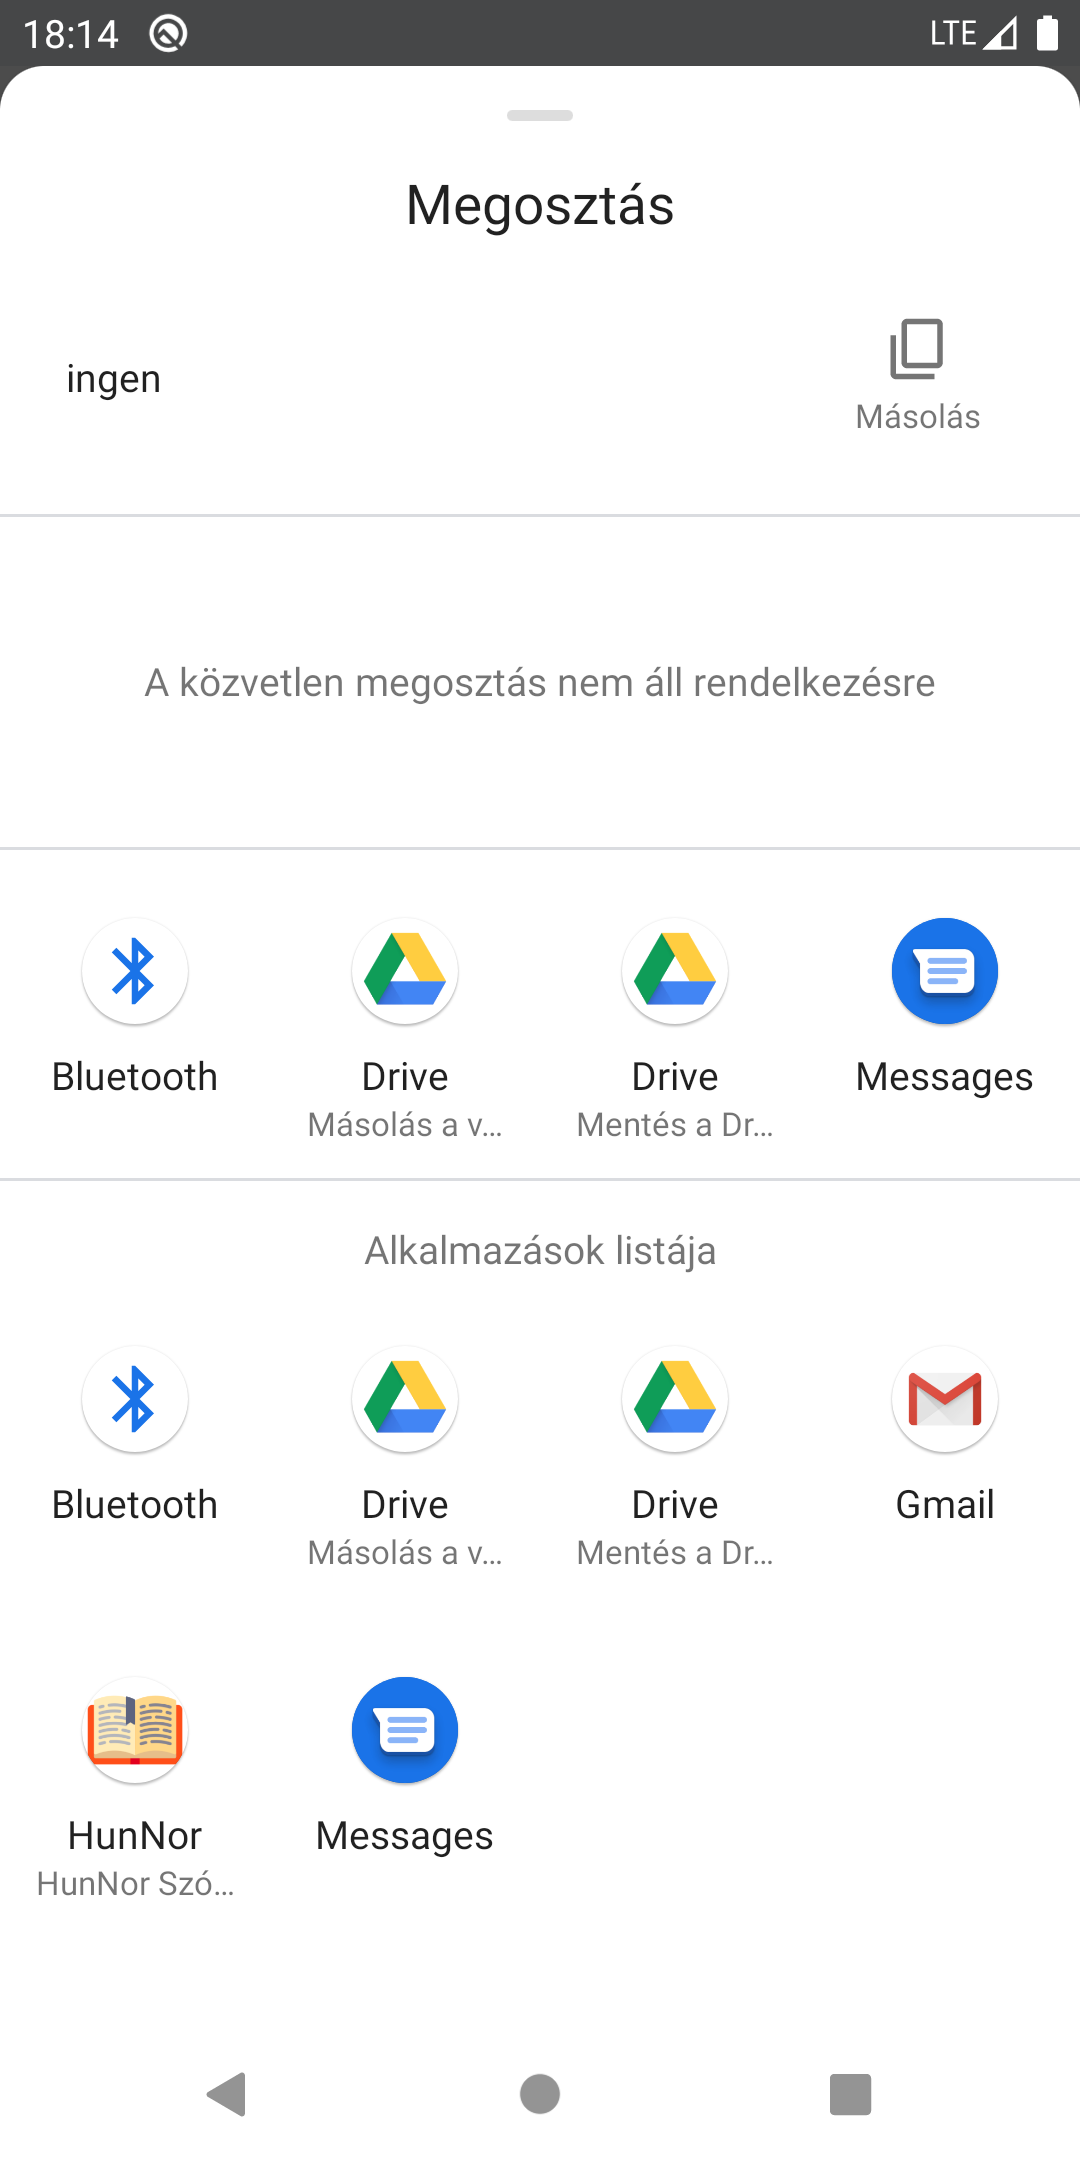 18:14
LTE
Megosztás
ingen
Másolás
A közvetlen megosztás nem áll rendelkezésre
Bluetooth
Drive
Drive
Messages
Másolás a v...
Mentés a Dr...
Alkalmazások listája
Bluetooth
Drive
Drive
Gmail
Másolás a v...
Mentés a Dr...
HunNor
Messages
HunNor Szó...